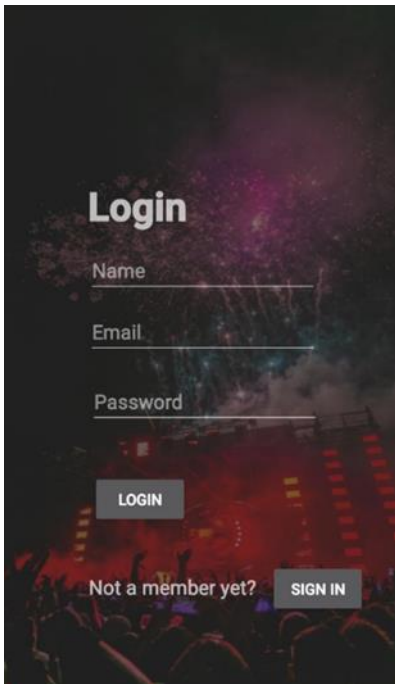 Login
Name
Email
Password
LOGIN
Not a member yet? SIGN IN